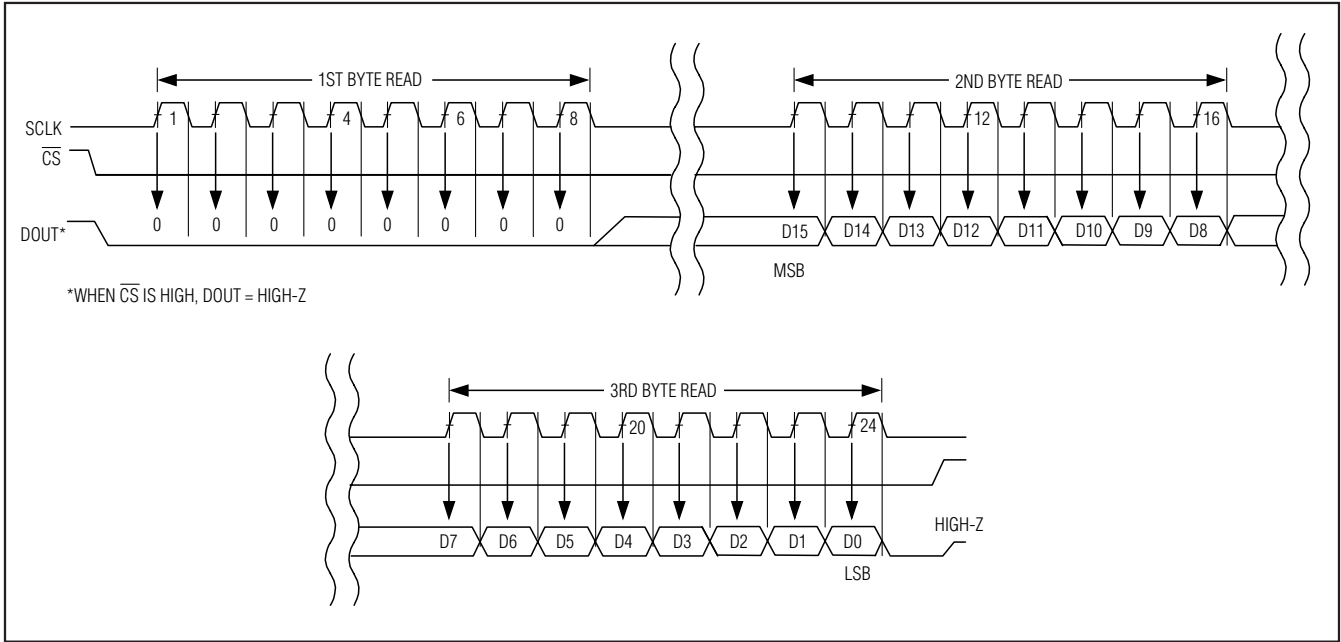 1ST BYTE READ 2ND BYTE READ
SCLK 1 4 6 8 12 16
CS
0 0 0 0 0 0 0 0
DOUT* D15 D14 D13 D12 D11 D10 D9 D8
MSB
*WHEN CS IS HIGH, DOUT = HIGH-Z
3RD BYTE READ
20 24
HIGH-Z
D7 D6 D5 D4 D3 D2 D1 D0
LSB